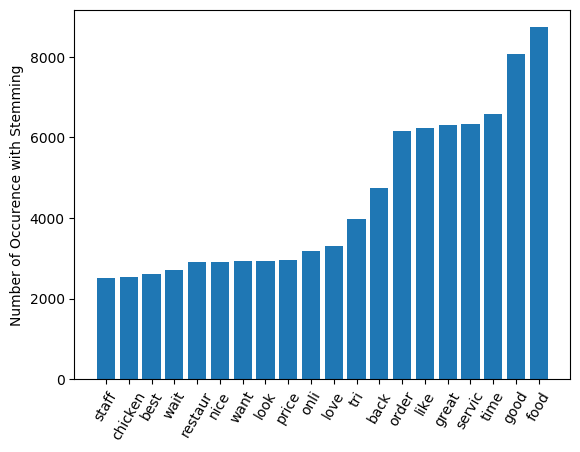 Number of Occurence with Stemming
8000
6000
4000
2000
0
staff
chicken
best
wait
restaur
nice
want
look
price
onli
love
tri
back
order
like
great
servic
time
good
food